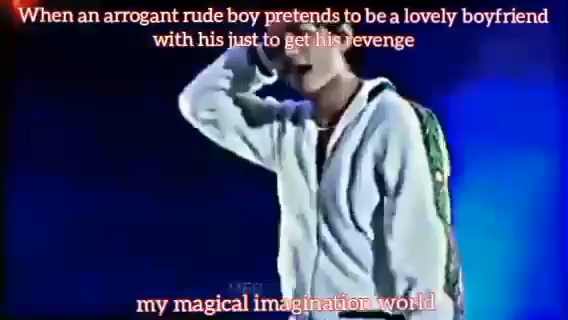 When an arrogant rude boy pretends to be a lovely boyfriend
with his just to get his revenge
my magical imagination world